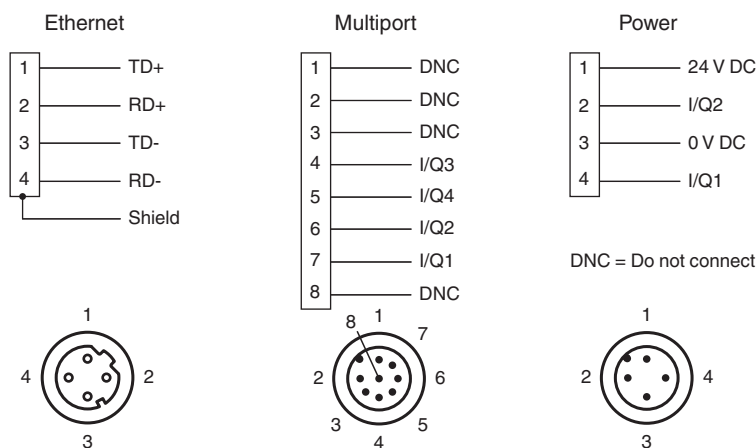 Ethernet
1 TD+
2 RD+
3 TD-
4 RD-
Shield
Multiport
1 DNC
2 DNC
3 DNC
4 I/Q3
5 I/Q4
6 I/Q2
7 I/Q1
8 DNC
Power
1 24 V DC
2 I/Q2
3 0 V DC
4 I/Q1
DNC = Do not connect
1
4 2
3
8 1 7
2 6
3 5
4
1
2 4
3